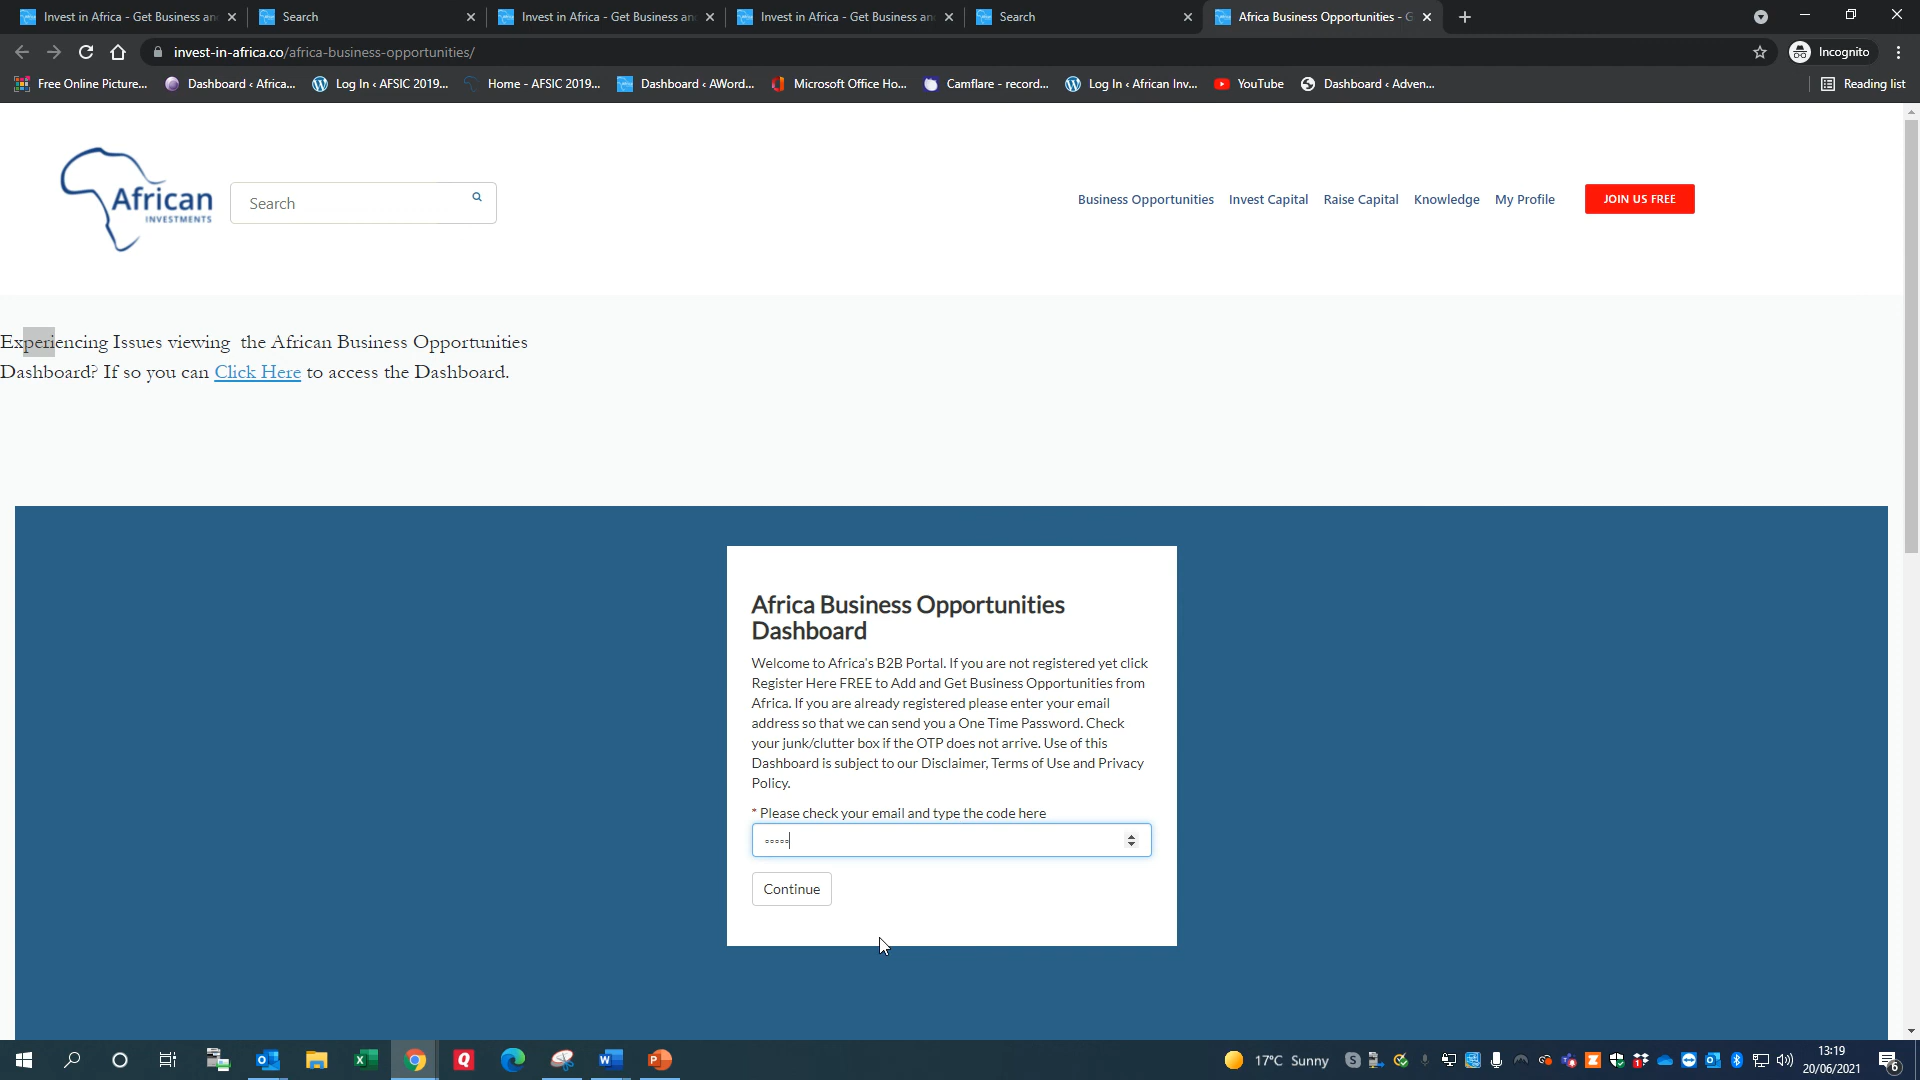 Invest in Africa - Get Business an
Search
Invest in Africa - Get Business an
Invest in Africa - Get Business an
Search
Africa Business Opportunities - G
invest-in-africa.co/africa-business-opportunities/
Incognito
Free Online Picture...
Dashboard ‹ Africa...
Log In ‹ AFSIC 2019...
Home - AFSIC 2019...
Dashboard ‹ AWord...
Microsoft Office Ho...
Camflare - record...
Log In ‹ African Inv...
YouTube
Dashboard ‹ Adven...
Reading list
African
INVESTMENTS
Search
Business Opportunities
Invest Capital
Raise Capital
Knowledge
My Profile
JOIN US FREE
Experiencing Issues viewing the African Business Opportunities
Dashboard? If so you can Click Here to access the Dashboard.
Africa Business Opportunities
Dashboard
Welcome to Africa's B2B Portal. If you are not registered yet click
Register Here FREE to Add and Get Business Opportunities from
Africa. If you are already registered please enter your email
address so that we can send you a One Time Password. Check
your junk/clutter box if the OTP does not arrive. Use of this
Dashboard is subject to our Disclaimer, Terms of Use and Privacy
Policy.
* Please check your email and type the code here
Continue
17°C Sunny
13:19
20/06/2021
6